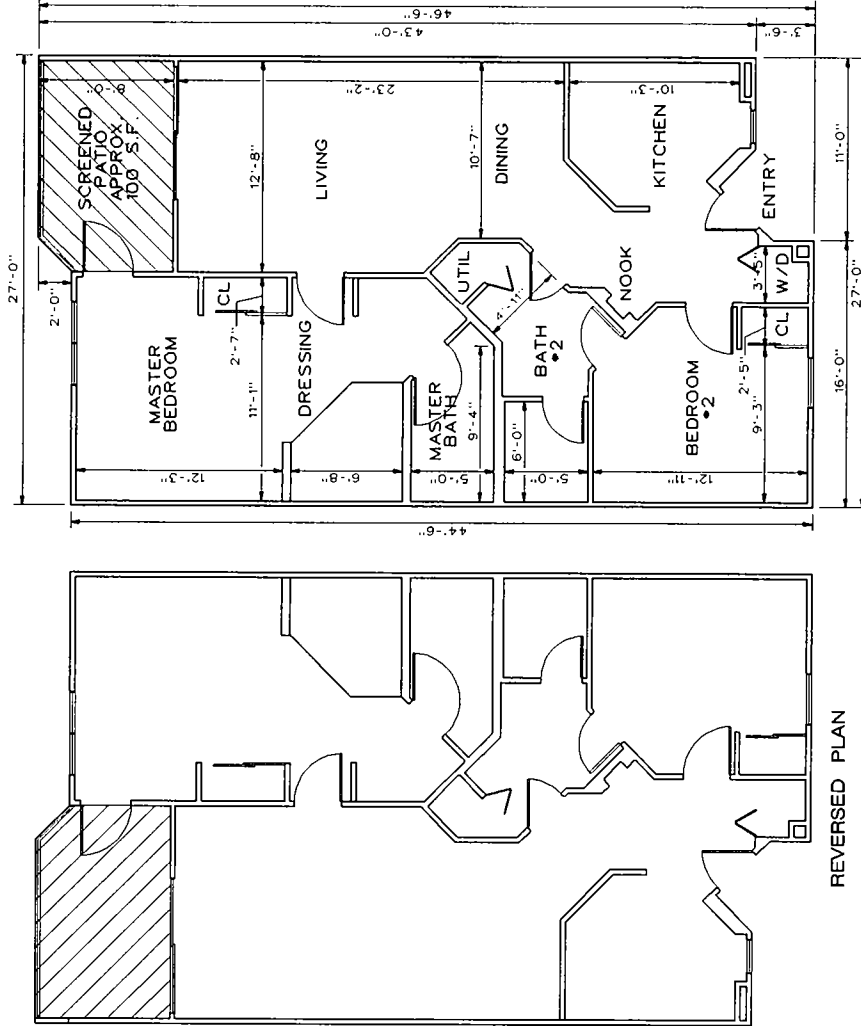 46'-6"
43'-0"
3'-6"
27'-0"
2'-0"
SCREENED
PATIO
APPROX.
100 S.F.
8'-0"
23'-2"
10'-3"
12'-8"
LIVING
10'-7"
DINING
KITCHEN
ENTRY
11'-0"
MASTER
BEDROOM
CL
2'-7"
11'-1"
DRESSING
12'-3"
6'-8"
MASTER
BATH
9'-4"
5'-0"
UTIL
4'-11"
BATH
#2
6'-0"
5'-0"
NOOK
3'-5"
W/D
CL
2'-5"
9'-3"
BEDROOM
#2
12'-11"
16'-0"
27'-0"
44'-6"
REVERSED PLAN